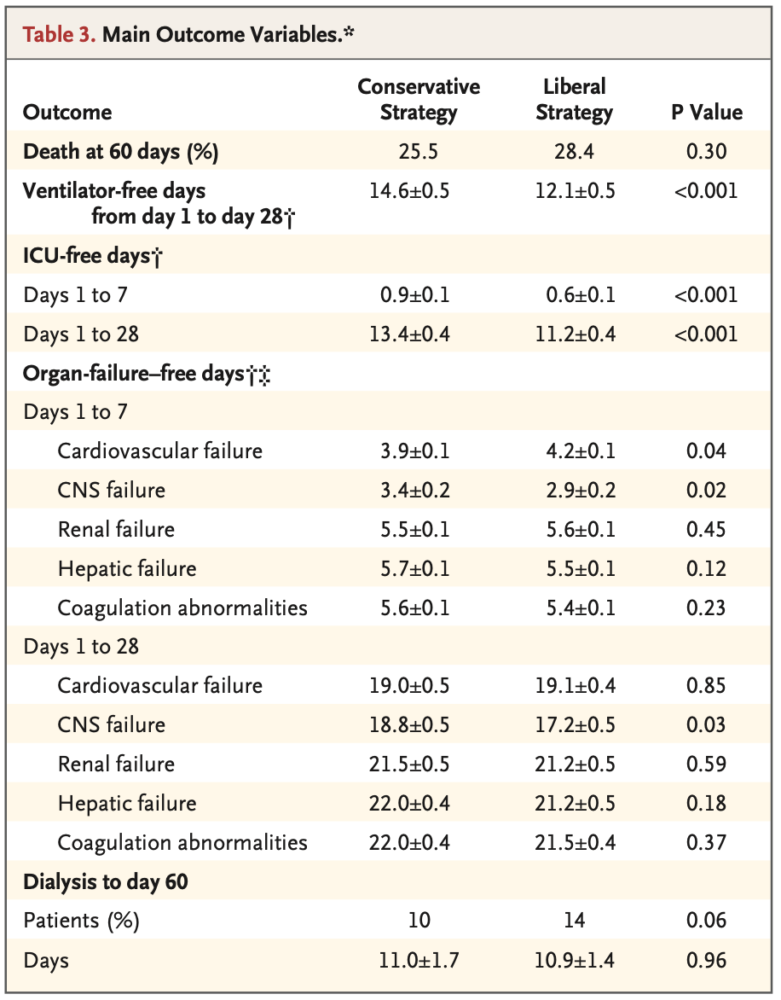 Table 3. Main Outcome Variables.*
Outcome Conservative Strategy Liberal Strategy P Value
Death at 60 days (%) 25.5 28.4 0.30
Ventilator-free days 14.6±0.5 12.1±0.5 <0.001
from day 1 to day 28†
ICU-free days†
Days 1 to 7 0.9±0.1 0.6±0.1 <0.001
Days 1 to 28 13.4±0.4 11.2±0.4 <0.001
Organ-failure–free days†‡
Days 1 to 7
Cardiovascular failure 3.9±0.1 4.2±0.1 0.04
CNS failure 3.4±0.2 2.9±0.2 0.02
Renal failure 5.5±0.1 5.6±0.1 0.45
Hepatic failure 5.7±0.1 5.5±0.1 0.12
Coagulation abnormalities 5.6±0.1 5.4±0.1 0.23
Days 1 to 28
Cardiovascular failure 19.0±0.5 19.1±0.4 0.85
CNS failure 18.8±0.5 17.2±0.5 0.03
Renal failure 21.5±0.5 21.2±0.5 0.59
Hepatic failure 22.0±0.4 21.2±0.5 0.18
Coagulation abnormalities 22.0±0.4 21.5±0.4 0.37
Dialysis to day 60
Patients (%) 10 14 0.06
Days 11.0±1.7 10.9±1.4 0.96